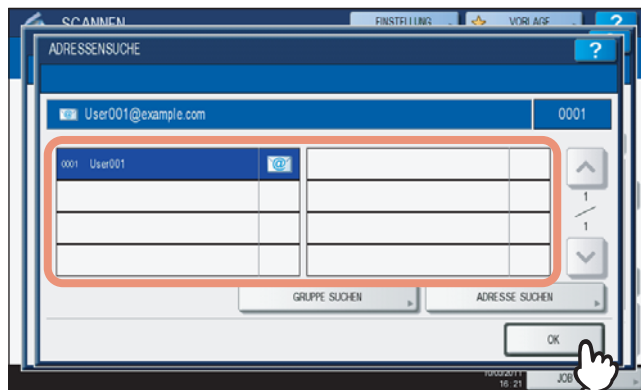 SCANNEN EINSTELLUNG VORLAGE ?
ADRESSENSUCHE ?
User001@example.com 0001
0001 User001 @
1
1
GRUPPE SUCHEN ADRESSE SUCHEN
OK
16:21 JOB